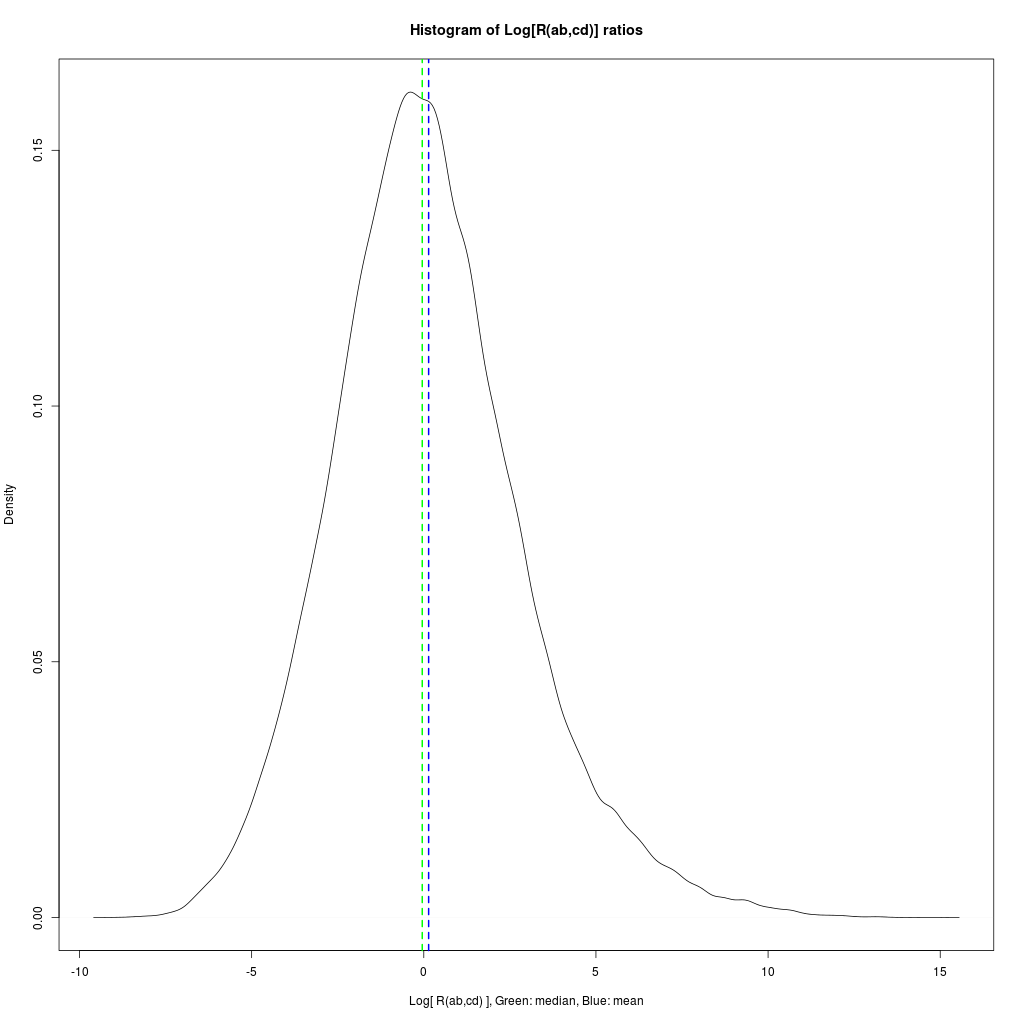 Histogram of Log[R(ab,cd)] ratios
0.15
0.10
0.05
0.00
Density
-10 -5 0 5 10 15
Log[ R(ab,cd) ], Green: median, Blue: mean